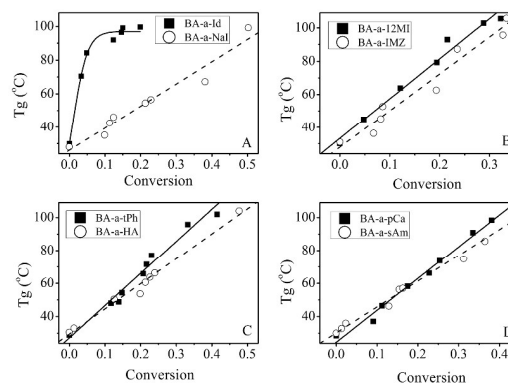 BA-a-Id
BA-a-NaI
Tg (°C)
100
80
60
40
A
0.0 0.1 0.2 0.3 0.4 0.5
Conversion
BA-a-12MI
BA-a-IMZ
Tg (°C)
100
80
60
40
0.0 0.1 0.2 0.3
Conversion
BA-a-tPh
BA-a-HA
Tg (°C)
100
80
60
40
C
0.0 0.1 0.2 0.3 0.4 0.5
Conversion
BA-a-pCa
BA-a-sAm
Tg (°C)
100
80
60
40
0.0 0.1 0.2 0.3 0.4
Conversion